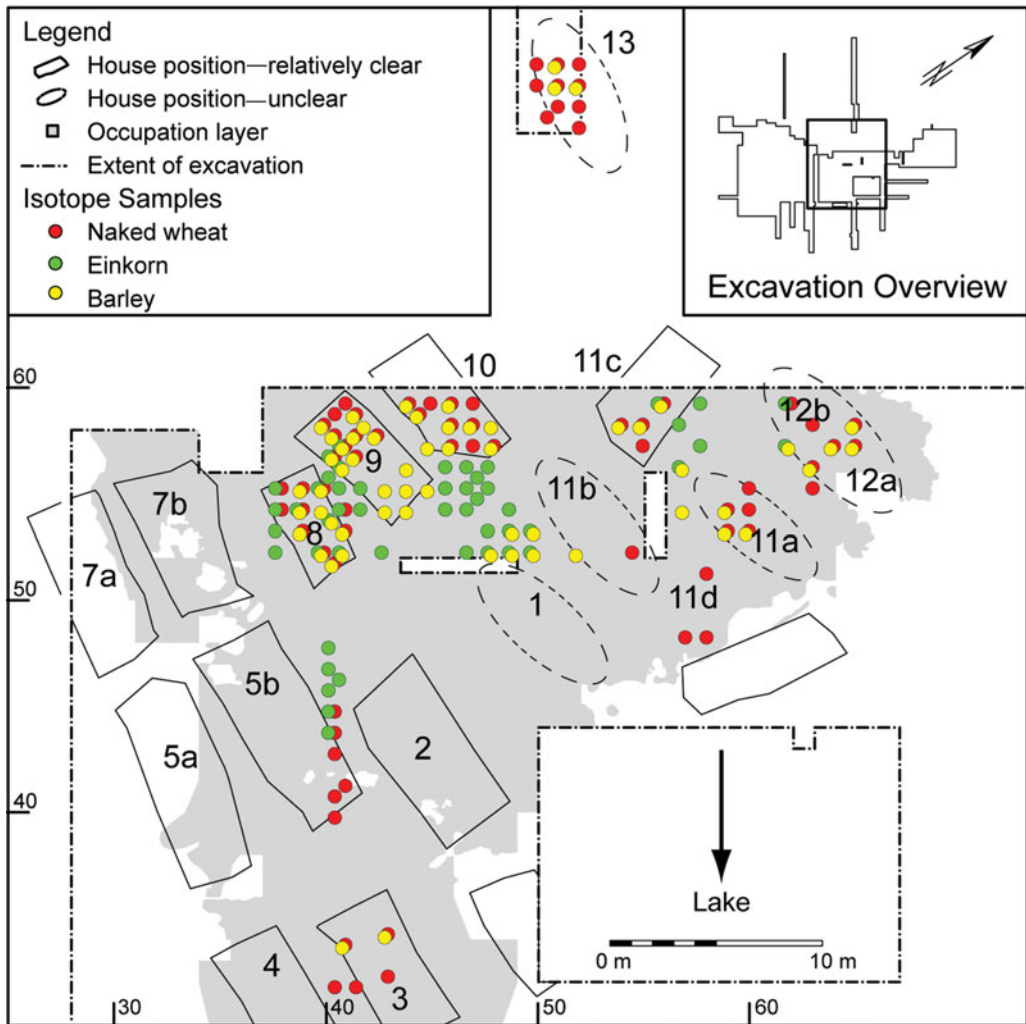 Legend
House position—relatively clear
House position—unclear
Occupation layer
Extent of excavation
Isotope Samples
Naked wheat
Einkorn
Barley
13
Excavation Overview
60
10
11c
12b
9
12a
7b
11b
8
11a
7a
50
1
11d
5b
5a
2
40
Lake
0 m 10 m
4
3
30 40 50 60